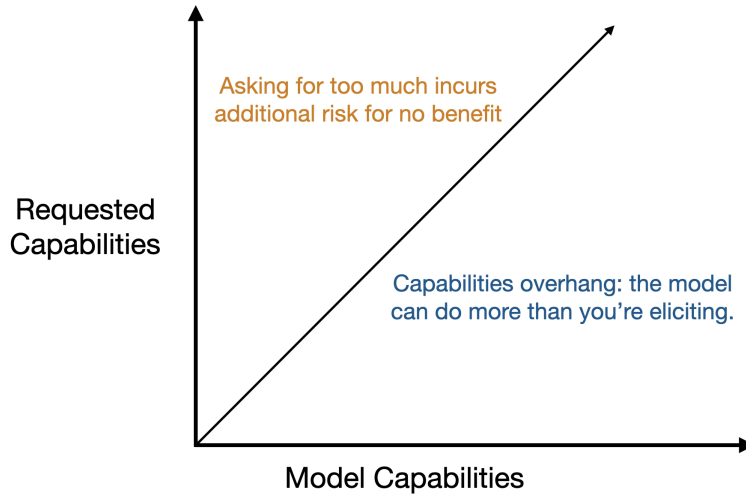 Asking for too much incurs
additional risk for no benefit
Requested
Capabilities
Capabilities overhang: the model
can do more than you're eliciting.
Model Capabilities